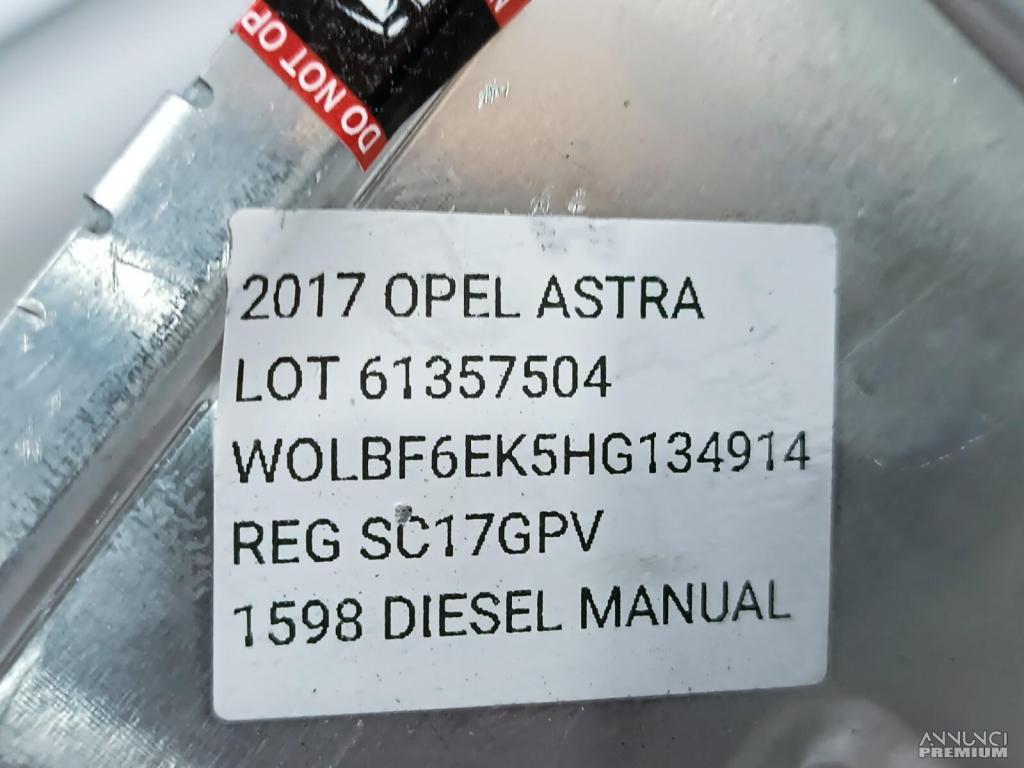 DO NOT OP
2017 OPEL ASTRA
LOT 61357504
WOLBF6EK5HG134914
REG SC17GPV
1598 DIESEL MANUAL
ANNUNCI
PREMIUM